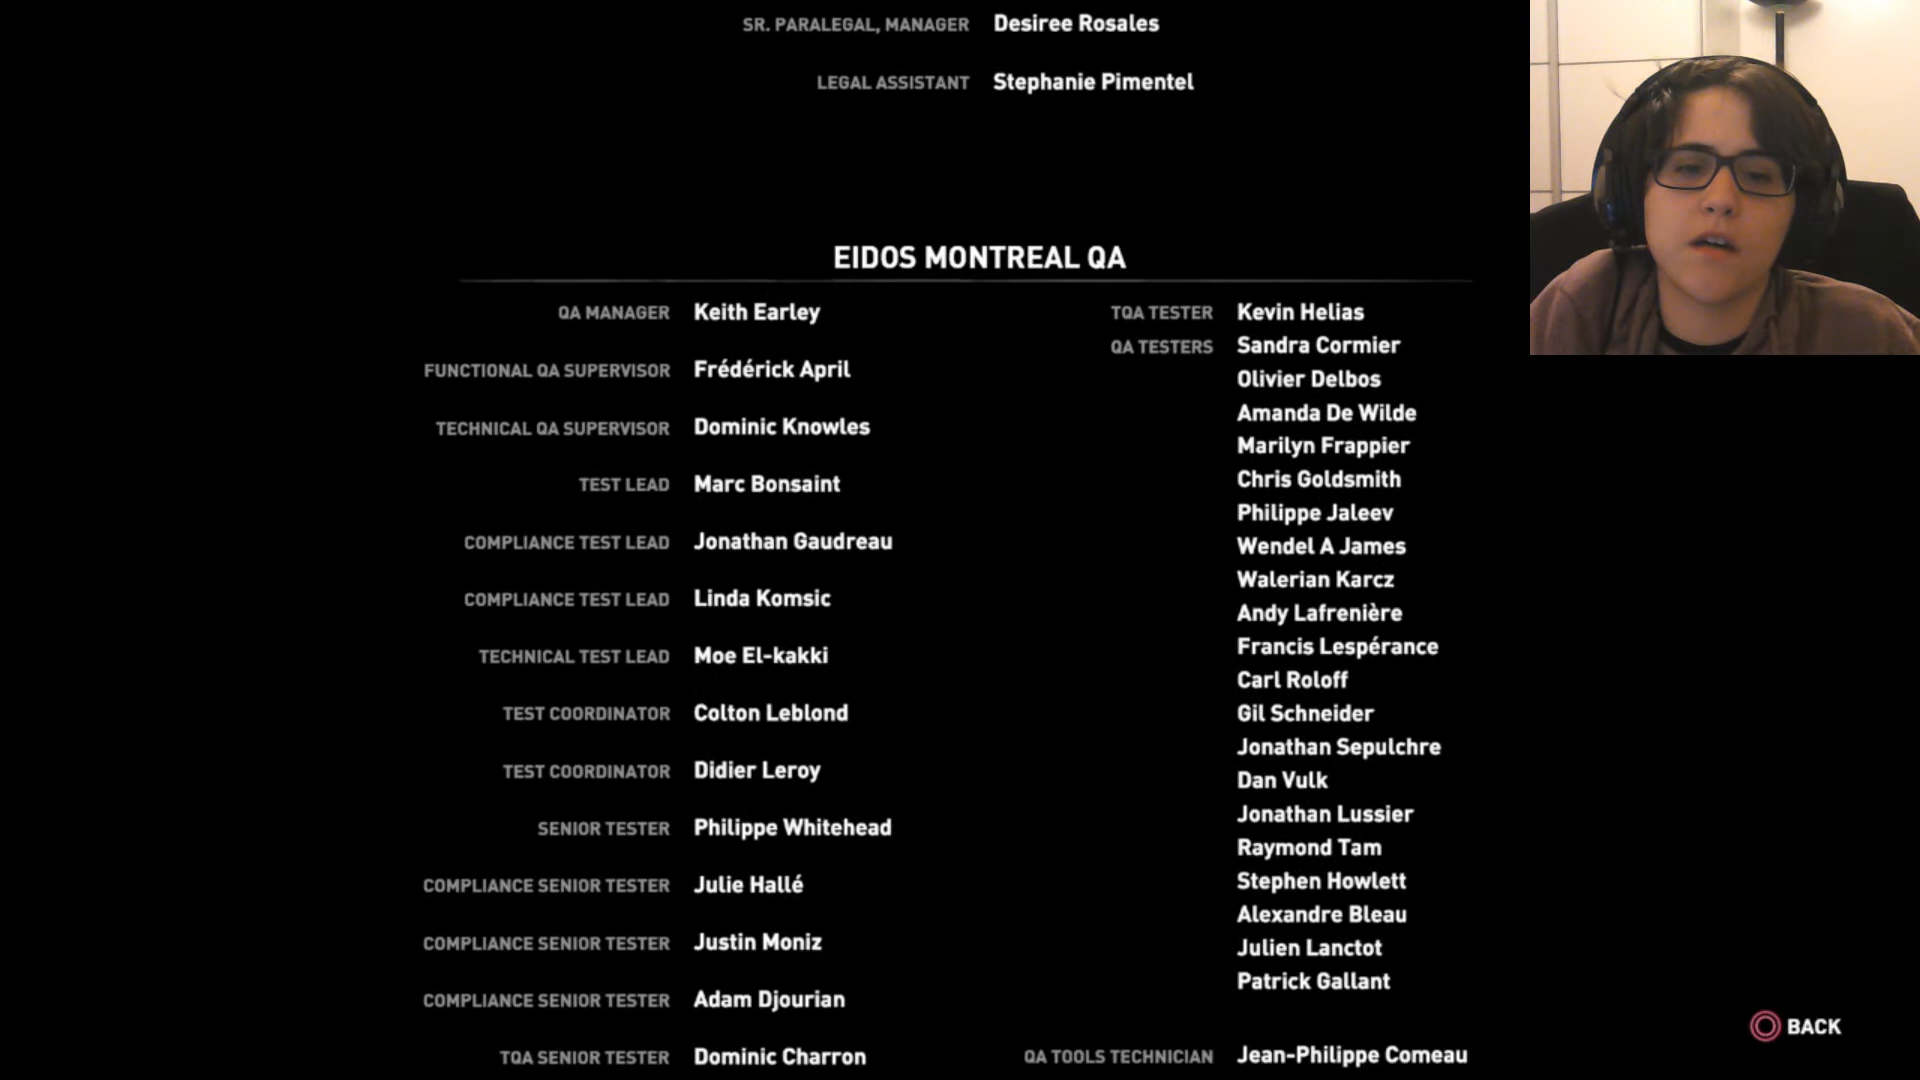 SR. PARALEGAL, MANAGER Desiree Rosales
LEGAL ASSISTANT Stephanie Pimentel
EIDOS MONTREAL QA
QA MANAGER Keith Earley
FUNCTIONAL QA SUPERVISOR Frédérick April
TECHNICAL QA SUPERVISOR Dominic Knowles
TEST LEAD Marc Bonsaint
COMPLIANCE TEST LEAD Jonathan Gaudreau
COMPLIANCE TEST LEAD Linda Komsic
TECHNICAL TEST LEAD Moe El-kakki
TEST COORDINATOR Colton Leblond
TEST COORDINATOR Didier Leroy
SENIOR TESTER Philippe Whitehead
COMPLIANCE SENIOR TESTER Julie Hallé
COMPLIANCE SENIOR TESTER Justin Moniz
COMPLIANCE SENIOR TESTER Adam Djourian
TQA SENIOR TESTER Dominic Charron
TQA TESTER Kevin Helias
QA TESTERS Sandra Cormier
Olivier Delbos
Amanda De Wilde
Marilyn Frappier
Chris Goldsmith
Philippe Jaleev
Wendel A James
Walerian Karcz
Andy Lafrenière
Francis Lespérance
Carl Roloff
Gil Schneider
Jonathan Sepulchre
Dan Vulk
Jonathan Lussier
Raymond Tam
Stephen Howlett
Alexandre Bleau
Julien Lanctot
Patrick Gallant
QA TOOLS TECHNICIAN Jean-Philippe Comeau
BACK